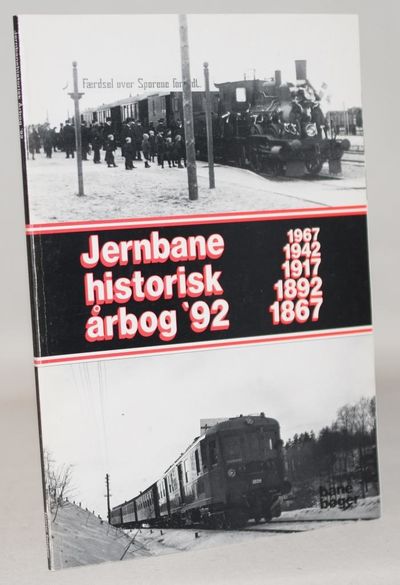 Færdsel over Sporene forbudt.
Jernbane
historisk
årbog '92
1967
1942
1917
1892
1867
bane
bøger